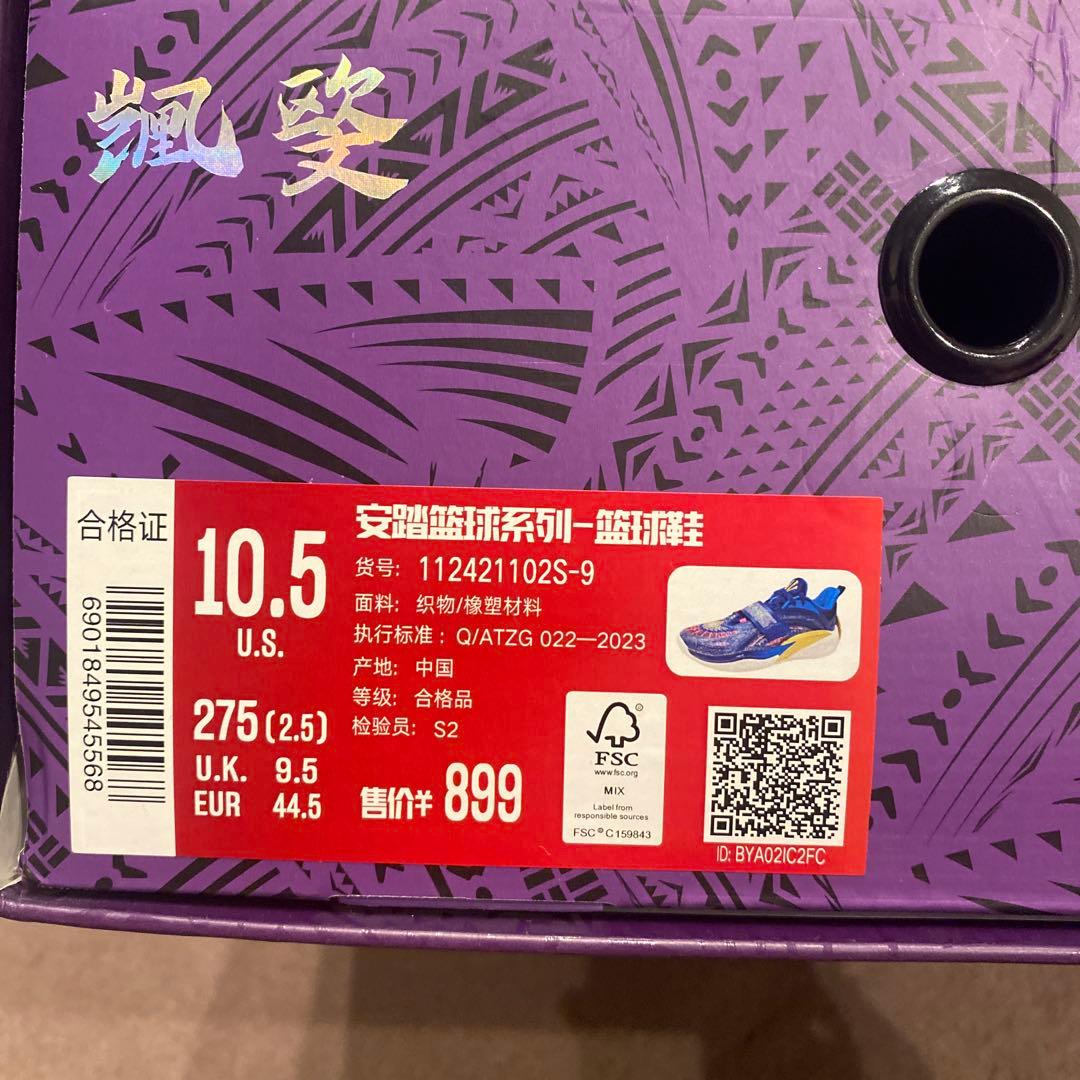 合格证
6901849545568
10.5
U.S.
275(2.5)
U.K. 9.5
EUR 44.5
安踏篮球系列-篮球鞋
货号: 112421102S-9
面料: 织物/橡塑材料
执行标准: Q/ATZG 022—2023
产地: 中国
等级: 合格品
检验员: S2
售价¥ 899
FSC
www.fsc.org
MIX
Label from
responsible sources
FSC® C159843
ID: BYA02IC2FC